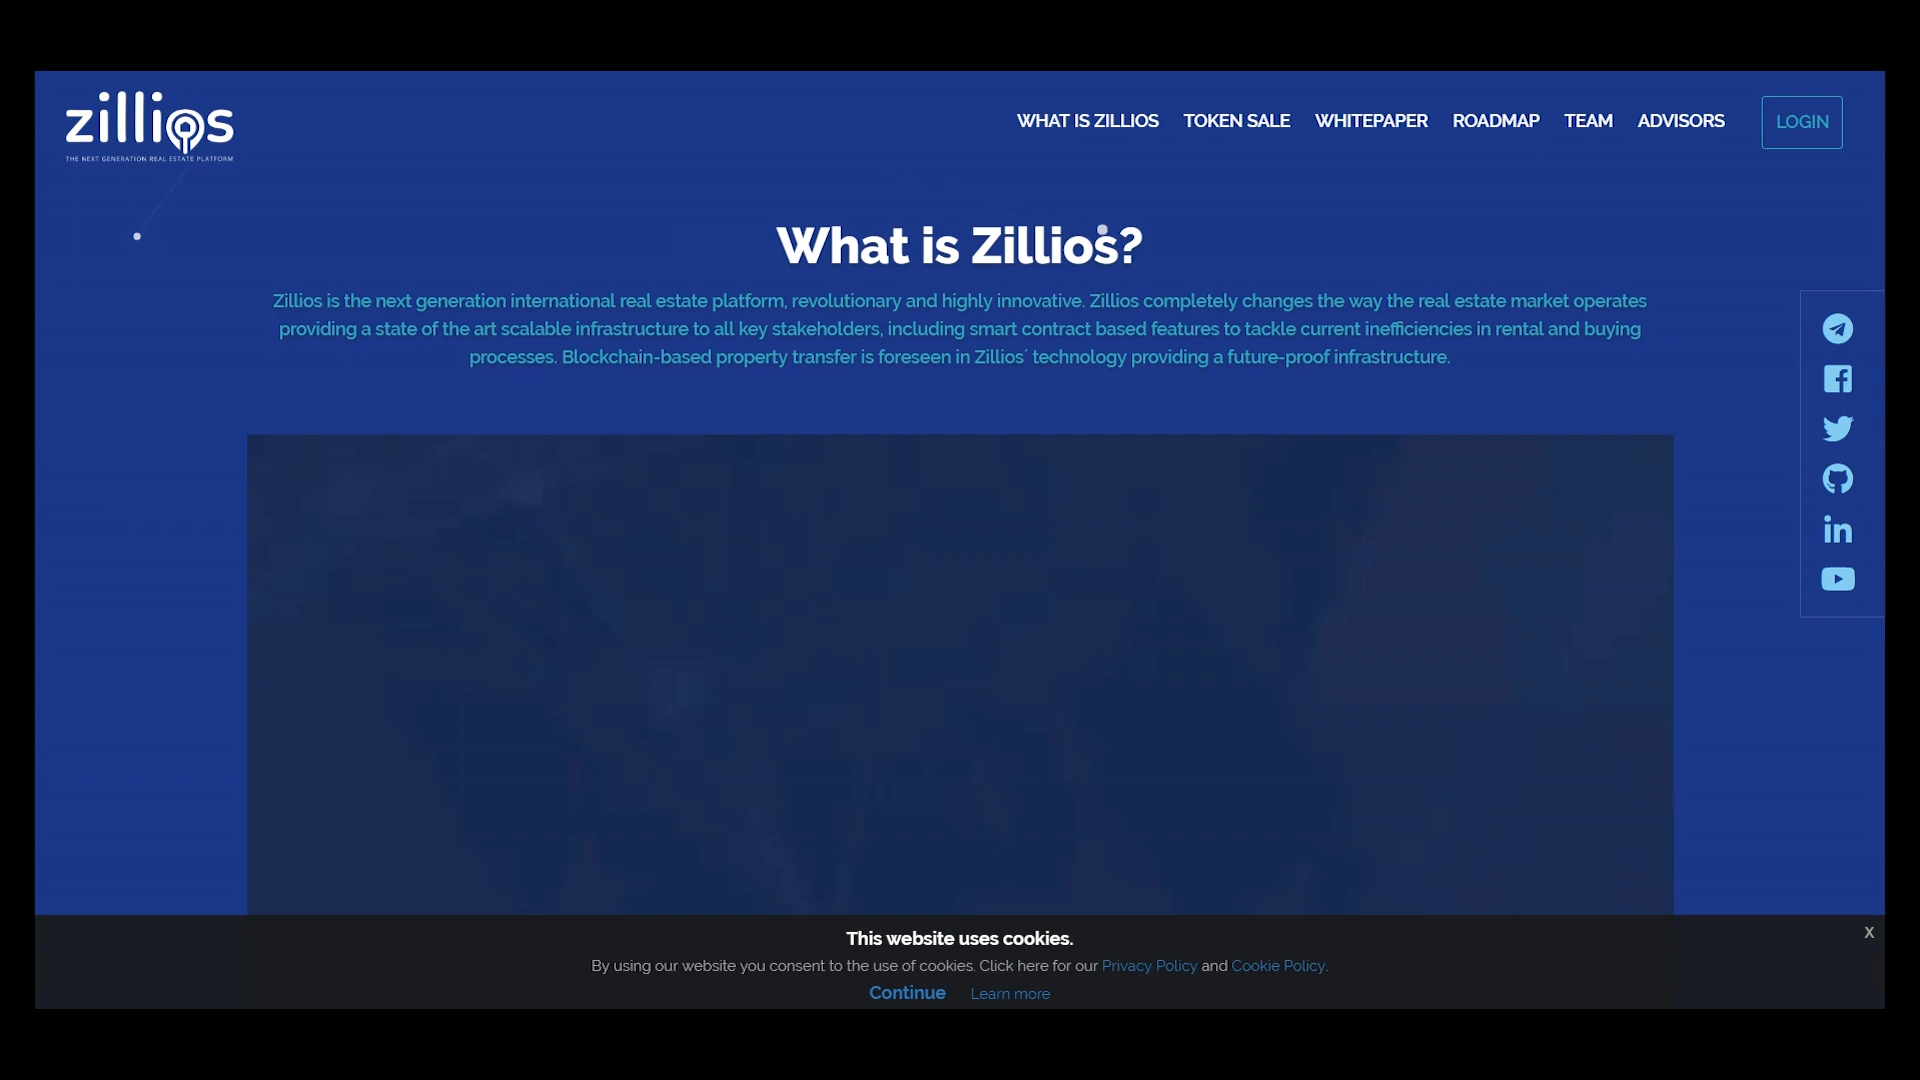 zillios
THE NEXT GENERATION REAL ESTATE PLATFORM
WHAT IS ZILLIOS TOKEN SALE WHITEPAPER ROADMAP TEAM ADVISORS LOGIN
What is Zillios?
Zillios is the next generation international real estate platform, revolutionary and highly innovative. Zillios completely changes the way the real estate market operates
providing a state of the art scalable infrastructure to all key stakeholders, including smart contract based features to tackle current inefficiencies in rental and buying
processes. Blockchain-based property transfer is foreseen in Zillios´ technology providing a future-proof infrastructure.
This website uses cookies.
X
By using our website you consent to the use of cookies. Click here for our Privacy Policy and Cookie Policy.
Continue Learn more